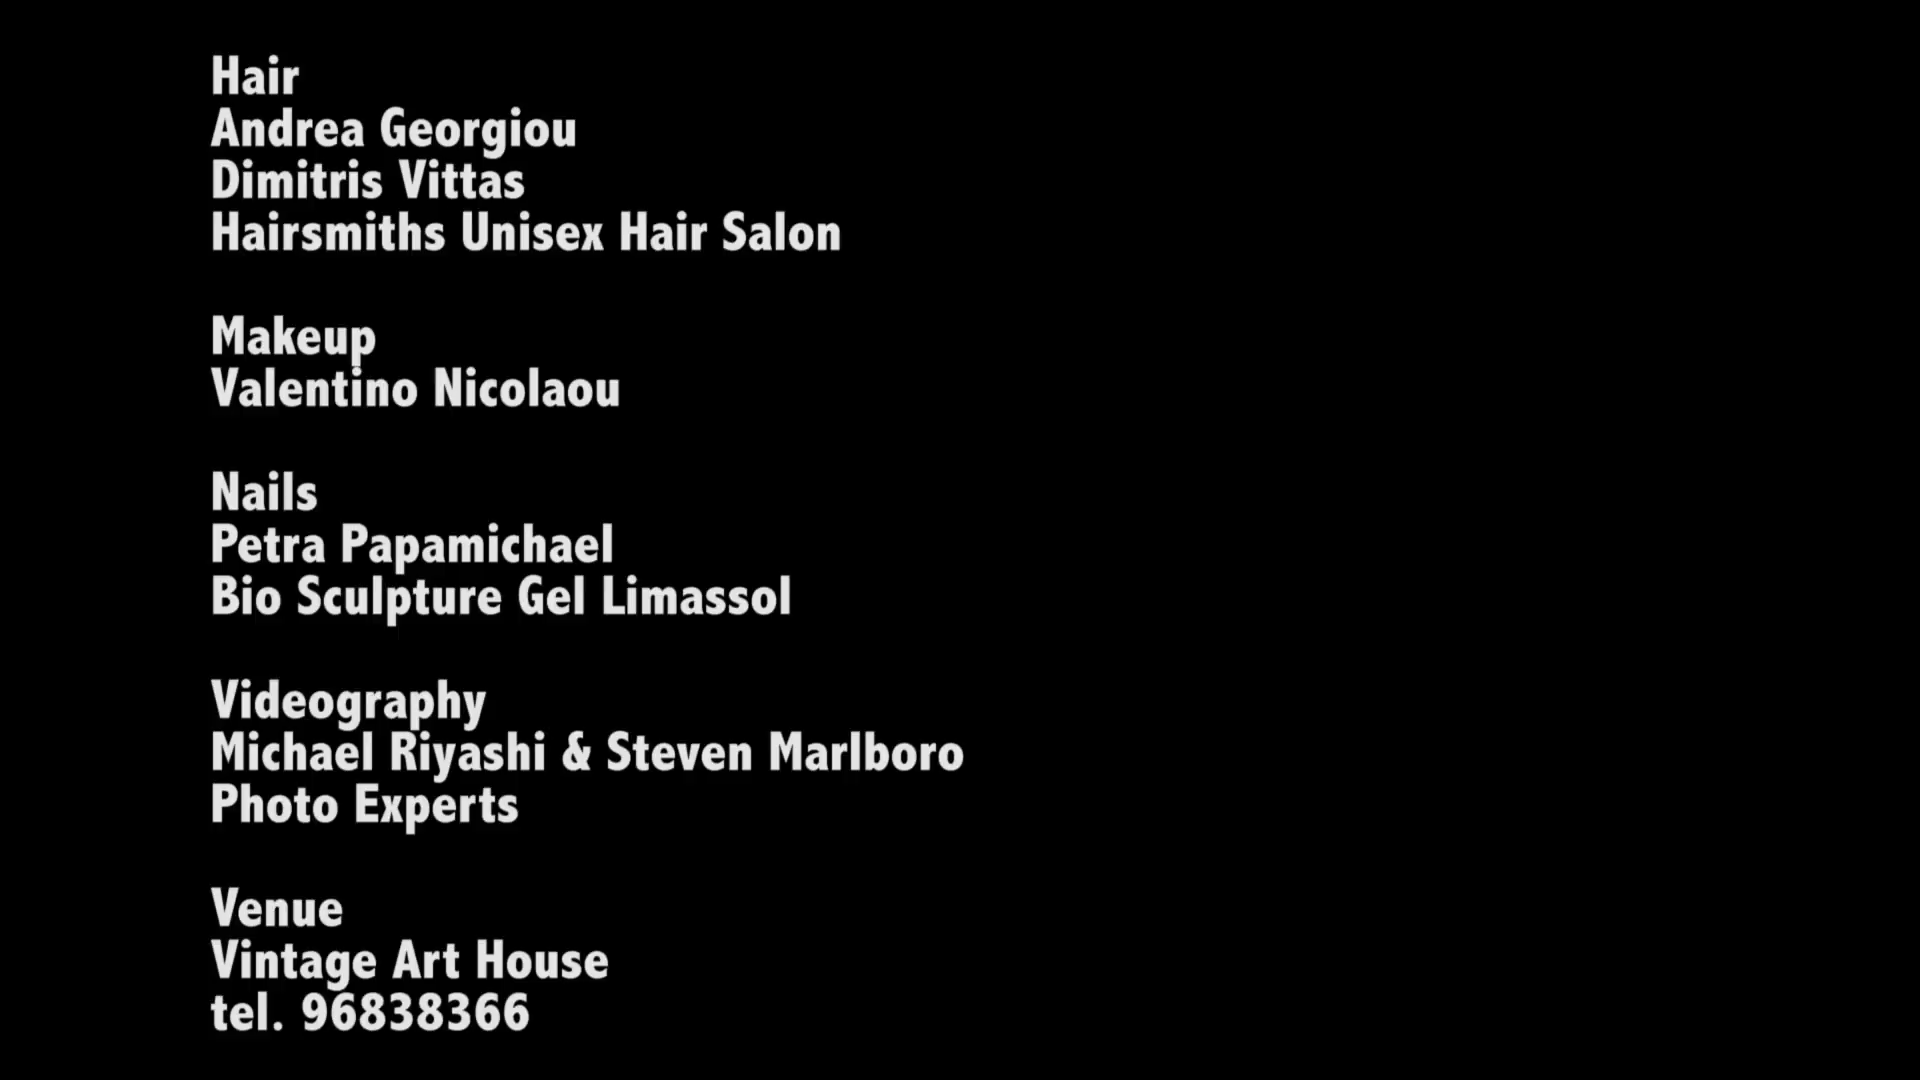 Hair
Andrea Georgiou
Dimitris Vittas
Hairsmiths Unisex Hair Salon
Makeup
Valentino Nicolaou
Nails
Petra Papamichael
Bio Sculpture Gel Limassol
Videography
Michael Riyashi & Steven Marlboro
Photo Experts
Venue
Vintage Art House
tel. 96838366